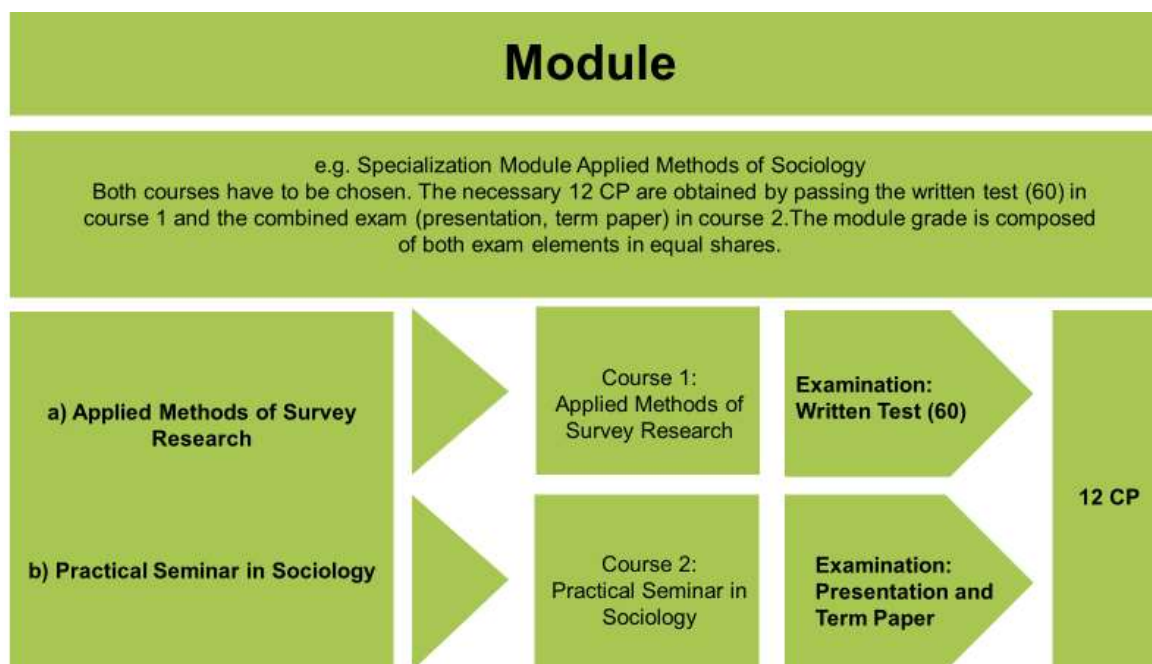 Module
e.g. Specialization Module Applied Methods of Sociology
Both courses have to be chosen. The necessary 12 CP are obtained by passing the written test (60) in
course 1 and the combined exam (presentation, term paper) in course 2.The module grade is composed
of both exam elements in equal shares.
a) Applied Methods of Survey
Research
Course 1:
Applied Methods of
Survey Research
Examination:
Written Test (60)
12 CP
b) Practical Seminar in Sociology
Course 2:
Practical Seminar in
Sociology
Examination:
Presentation and
Term Paper